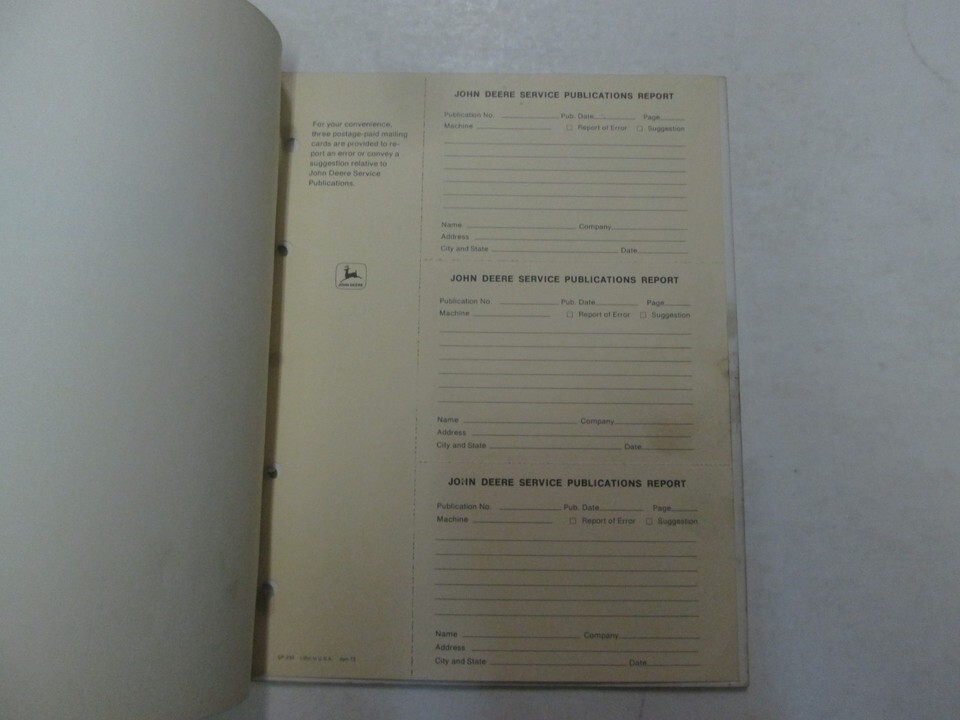 For your convenience,
three postage-paid mailing
cards are provided to re-
port an error or convey a
suggestion relative to
John Deere Service
Publications.
JOHN DEERE
JOHN DEERE SERVICE PUBLICATIONS REPORT
Publication No. Pub. Date Page
Machine Report of Error Suggestion
Name Company
Address
City and State Date
JOHN DEERE SERVICE PUBLICATIONS REPORT
Publication No. Pub. Date Page
Machine Report of Error Suggestion
Name Company
Address
City and State Date
JOHN DEERE SERVICE PUBLICATIONS REPORT
Publication No. Pub. Date Page
Machine Report of Error Suggestion
Name Company
Address
City and State Date